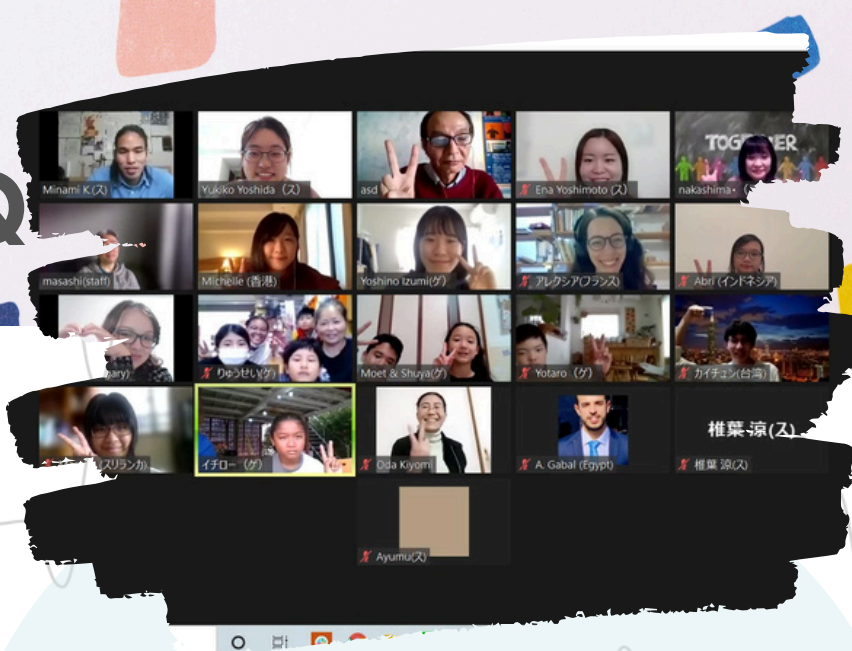 Q
Minami K.(ス)
Yukiko Yoshida (ス)
asd
Ena Yoshimoto (ス)
TOGETHER
nakashima・
masashi(staff)
Michelle (香港)
Yoshino Izumi(ゲ)
アレクシア(フランス)
Abri (インドネシア)
りゅうせい(ゲ)
Moet & Shuya(ゲ)
Yotaro (ゲ)
カイチュン(台湾)
(スリランカ)
イチロー (ゲ)
Oda Kiyomi
A. Gabal (Egypt)
椎葉 涼(ス)
椎葉 涼(ス)
Ayumu(ス)